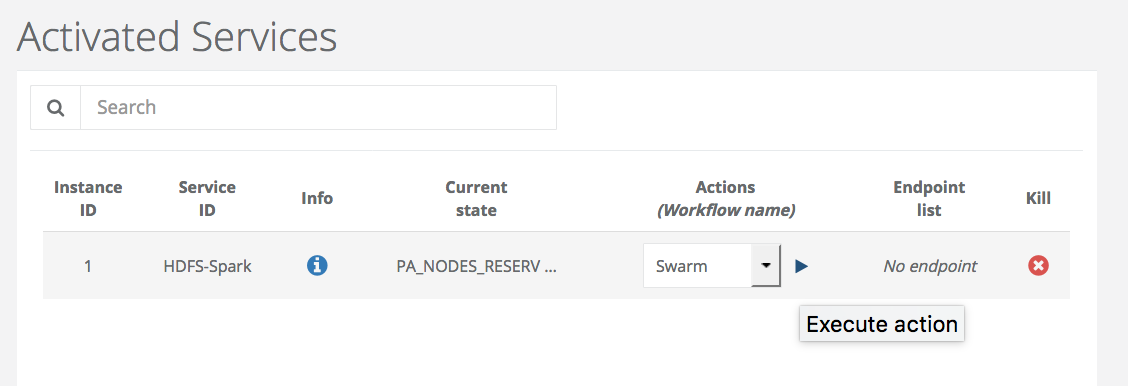 Activated Services
Search
Instance ID
Service ID
Info
Current state
Actions (Workflow name)
Endpoint list
Kill
1
HDFS-Spark
PA_NODES_RESERV ...
Swarm
No endpoint
Execute action